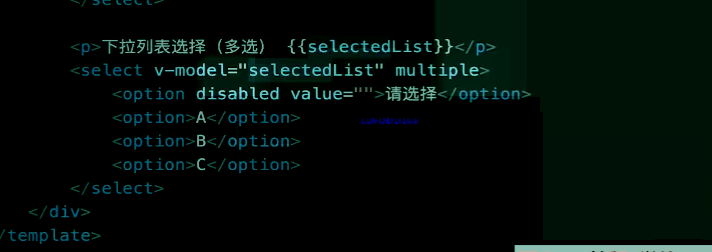 </select>
<p>下拉列表选择（多选） {{selectedList}}</p>
<select v-model="selectedList" multiple>
<option disabled value="">请选择</option>
<option>A</option>
<option>B</option>
<option>C</option>
</select>
</div>
/template>